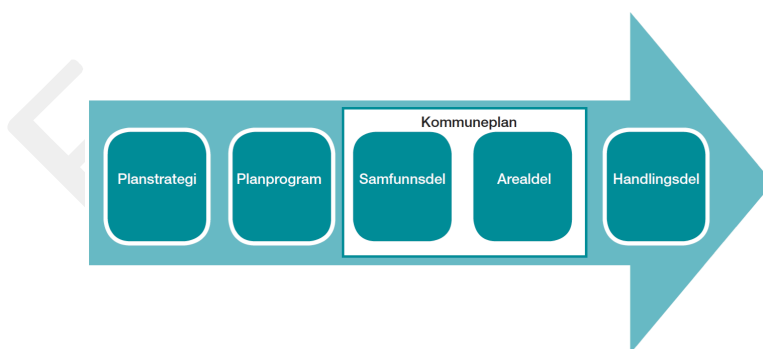 Kommuneplan
Planstrategi
Planprogram
Samfunnsdel
Arealdel
Handlingsdel